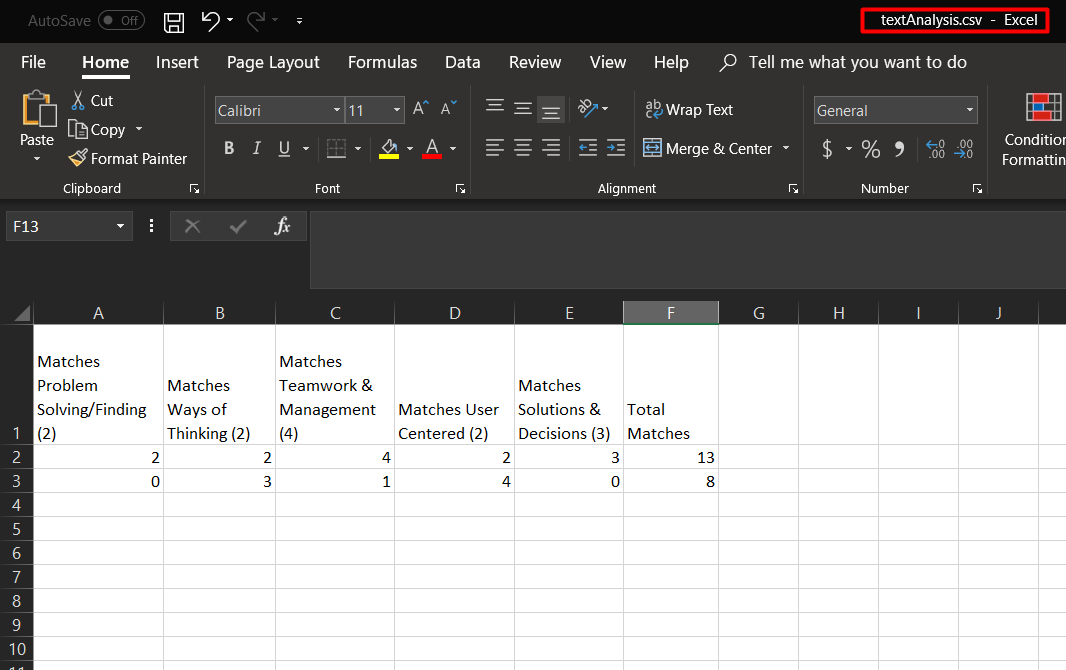 AutoSave Off
textAnalysis.csv - Excel
File Home Insert Page Layout Formulas Data Review View Help Tell me what you want to do
Paste
Cut
Copy
Format Painter
Clipboard
Calibri 11
B I U A
Font
ab Wrap Text
Merge & Center
Alignment
General
$ % 9
Number
Condition
Formattin
F13 fx
A B C D E F G H I J
1
Matches
Problem
Solving/Finding
(2)
Matches
Ways of
Thinking (2)
Matches
Teamwork &
Management
(4)
Matches User
Centered (2)
Matches
Solutions &
Decisions (3)
Total
Matches
2 2 2 4 2 3 13
3 0 3 1 4 0 8
4
5
6
7
8
9
10
11